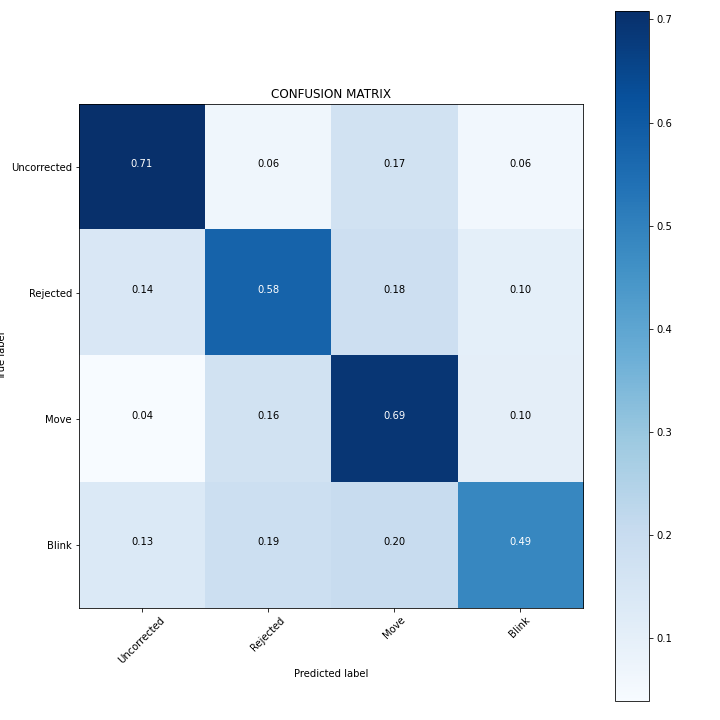 CONFUSION MATRIX
Uncorrected 0.71 0.06 0.17 0.06
Rejected 0.14 0.58 0.18 0.10
Move 0.04 0.16 0.69 0.10
Blink 0.13 0.19 0.20 0.49
Uncorrected Rejected Move Blink
Predicted label
label
0.7
0.6
0.5
0.4
0.3
0.2
0.1